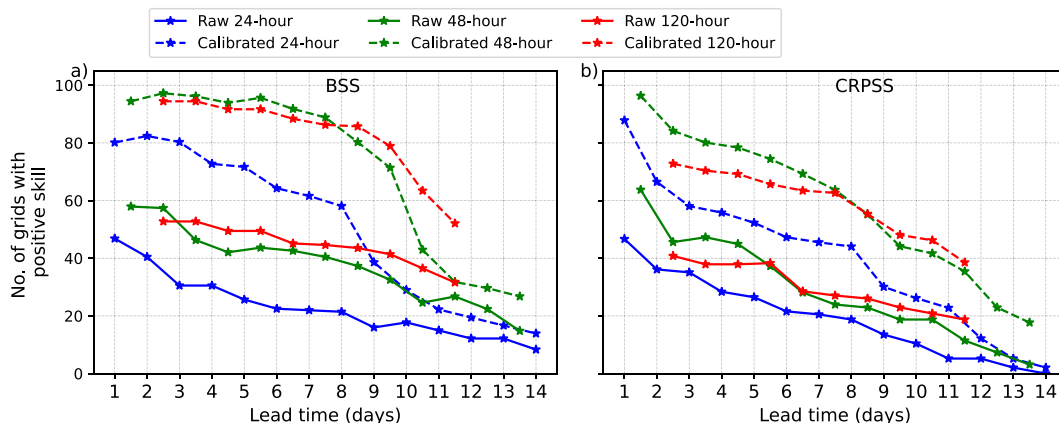 Raw 24-hour
Calibrated 24-hour
Raw 48-hour
Calibrated 48-hour
Raw 120-hour
Calibrated 120-hour
a)
BSS
No. of grids with
positive skill
100
80
60
40
20
0
1 2 3 4 5 6 7 8 9 10 11 12 13 14
Lead time (days)
b)
CRPSS
1 2 3 4 5 6 7 8 9 10 11 12 13 14
Lead time (days)